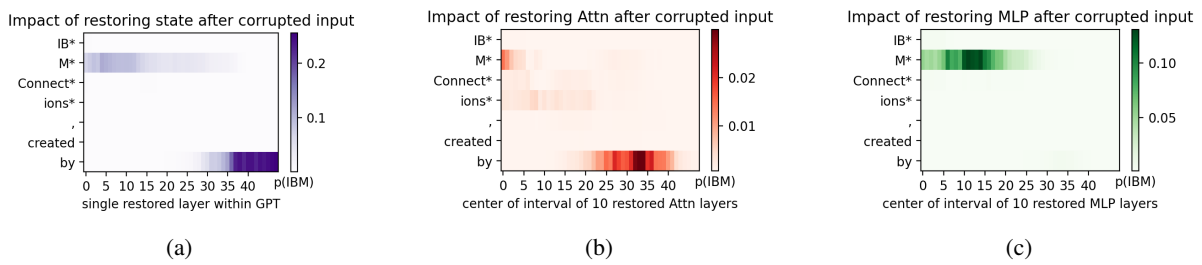 Impact of restoring state after corrupted input
IB*
M*
Connect*
ions*
,
created
by
0 5 10 15 20 25 30 35 40
0.2
0.1
p(IBM)
single restored layer within GPT
(a)
Impact of restoring Attn after corrupted input
IB*
M*
Connect*
ions*
,
created
by
0 5 10 15 20 25 30 35 40
0.02
0.01
p(IBM)
center of interval of 10 restored Attn layers
(b)
Impact of restoring MLP after corrupted input
IB*
M*
Connect*
ions*
,
created
by
0 5 10 15 20 25 30 35 40
0.10
0.05
p(IBM)
center of interval of 10 restored MLP layers
(c)